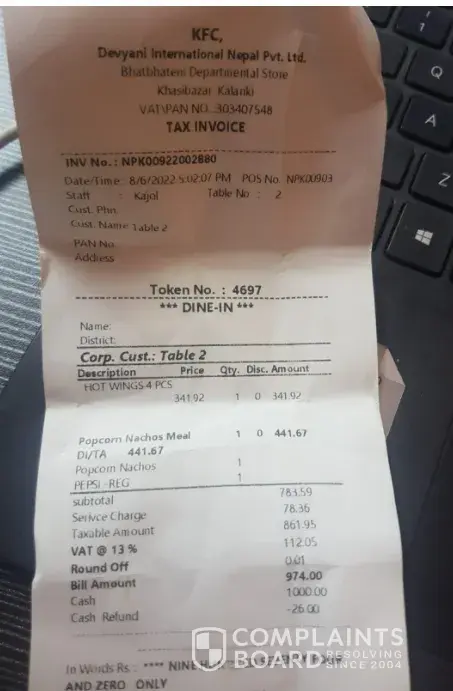 KFC,
Devyani International Nepal Pvt. Ltd.
Bhatbhateni Departmental Store
Khasibazar Kalanki
VAT\PAN NO.:303407548
TAX INVOICE
INV No.: NPK00922002880
Date/Time: 8/6/2022 5:02:07 PM POS No. NPK00903
Staff : Kajol Table No : 2
Cust. Phn.
Cust. Name Table 2
PAN No.
Address
Token No. : 4697
*** DINE-IN ***
Name:
District:
Corp. Cust.: Table 2
Description Price Qty. Disc. Amount
HOT WINGS 4 PCS
341.92 1 0 341.92
Popcorn Nachos Meal 1 0 441.67
DI/TA 441.67
Popcorn Nachos 1
PEPSI -REG 1
subtotal 783.59
Serivce Charge 78.36
Taxable Amount 861.95
VAT @ 13 % 112.05
Round Off 0.01
Bill Amount 974.00
Cash 1000.00
Cash Refund -26.00
In Words Rs : **** NINE
AND ZERO ONLY
COMPLAINTS
BOARD RESOLVING
SINCE 2004
1
Q
A
Z